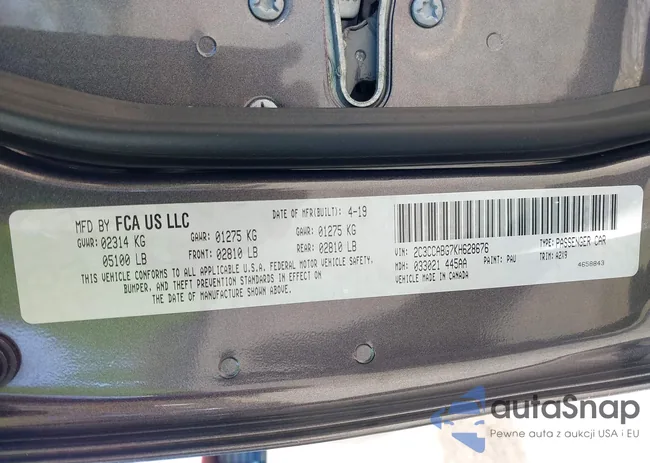 MFD BY FCA US LLC
DATE OF MFR(BUILT): 4-19
GVWR: 02314 KG
GAWR: 01275 KG
GAWR: 01275 KG
05100 LB
FRONT: 02810 LB
REAR: 02810 LB
THIS VEHICLE CONFORMS TO ALL APPLICABLE U.S.A. FEDERAL MOTOR VEHICLE SAFETY,
BUMPER, AND THEFT PREVENTION STANDARDS IN EFFECT ON
THE DATE OF MANUFACTURE SHOWN ABOVE.
VIN: 2C3CCABG7KH628676
TYPE: PASSENGER CAR
MDH: 033021 445AA
PAINT: PAU
TRIM: A2X9
VEHICLE MADE IN CANADA
4658843
autaSnap
Pewne auta z aukcji USA i EU